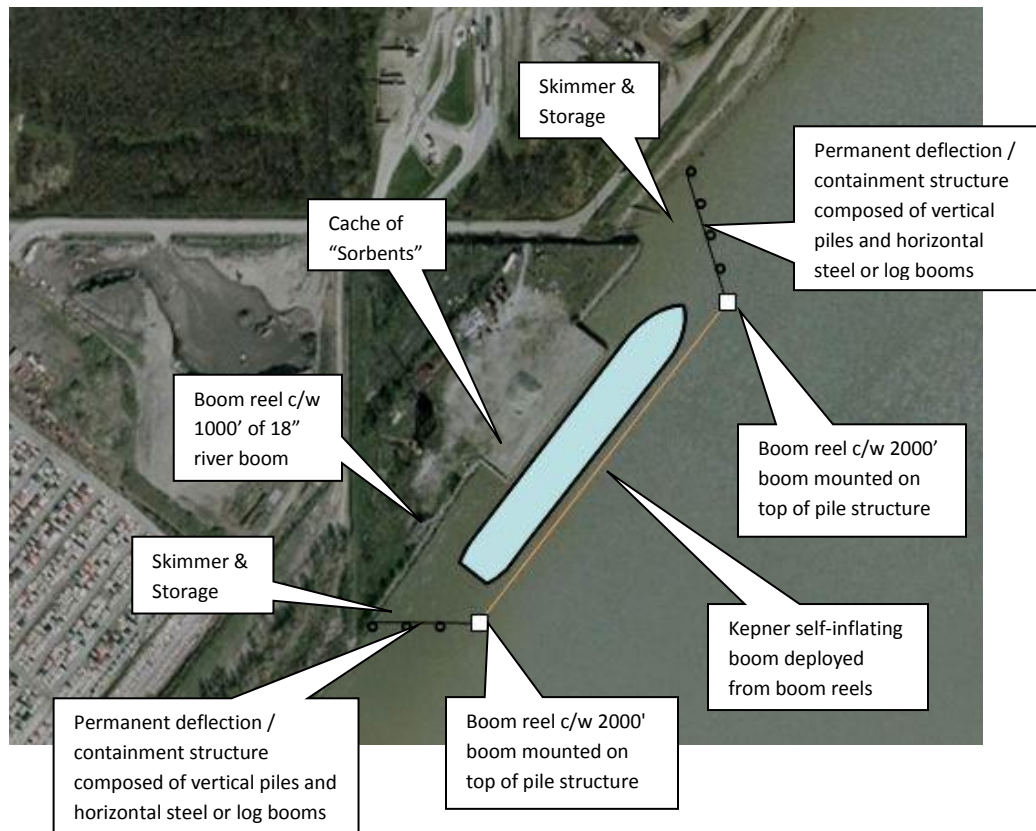 Skimmer &
Storage
Permanent deflection /
containment structure
composed of vertical
piles and horizontal
steel or log booms
Cache of
“Sorbents”
Boom reel c/w
1000’ of 18”
river boom
Boom reel c/w 2000’
boom mounted on
top of pile structure
Skimmer &
Storage
Kepner self-inflating
boom deployed
from boom reels
Permanent deflection /
containment structure
composed of vertical piles and
horizontal steel or log booms
Boom reel c/w 2000'
boom mounted on
top of pile structure